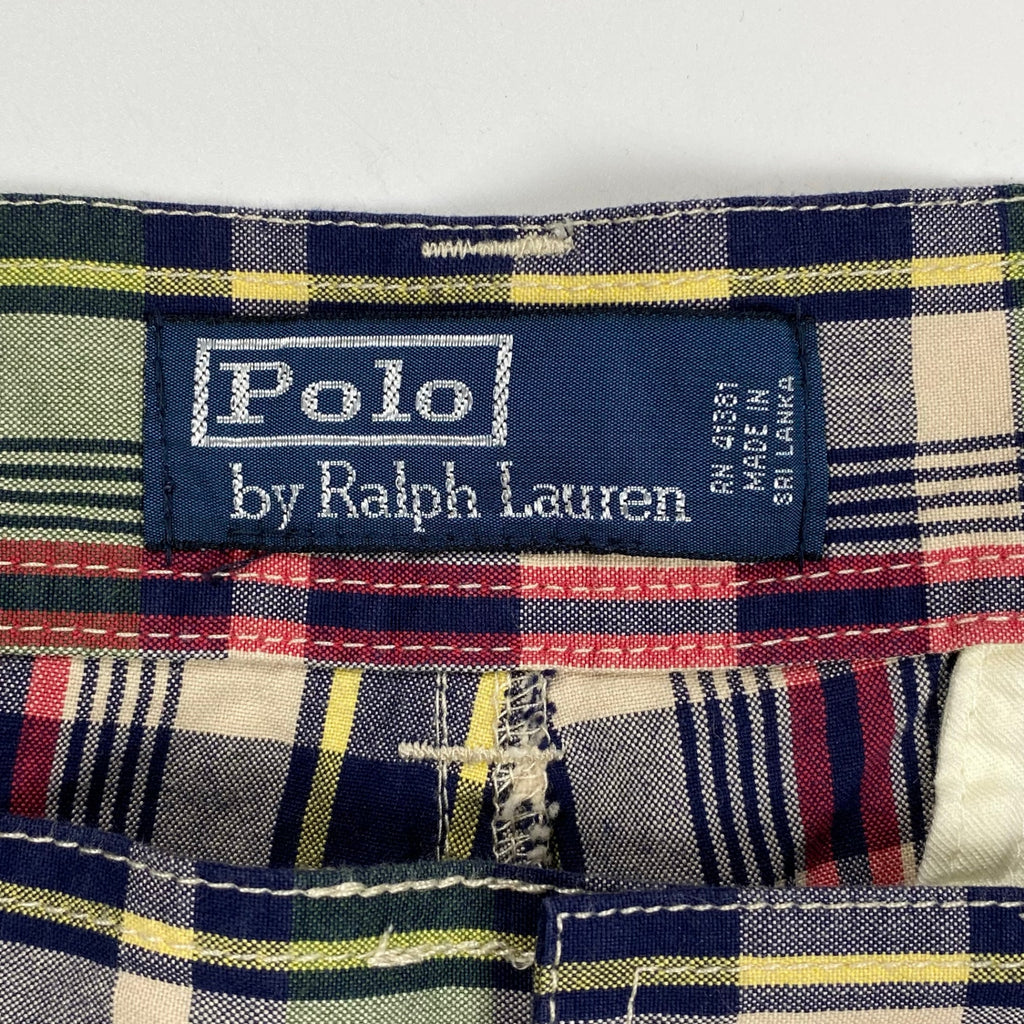 Polo
by Ralph Lauren
RN 41381
MADE IN
SRI LANKA